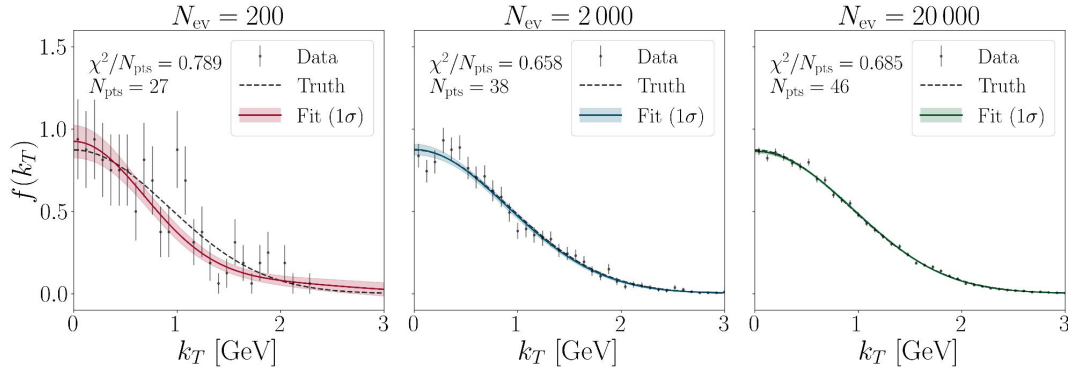 N_ev = 200
f(k_T)
1.5
1.0
0.5
0.0
χ²/N_pts = 0.789
N_pts = 27
Data
Truth
Fit (1σ)
0 1 2 3
k_T [GeV]
N_ev = 2 000
χ²/N_pts = 0.658
N_pts = 38
Data
Truth
Fit (1σ)
0 1 2 3
k_T [GeV]
N_ev = 20 000
χ²/N_pts = 0.685
N_pts = 46
Data
Truth
Fit (1σ)
0 1 2 3
k_T [GeV]